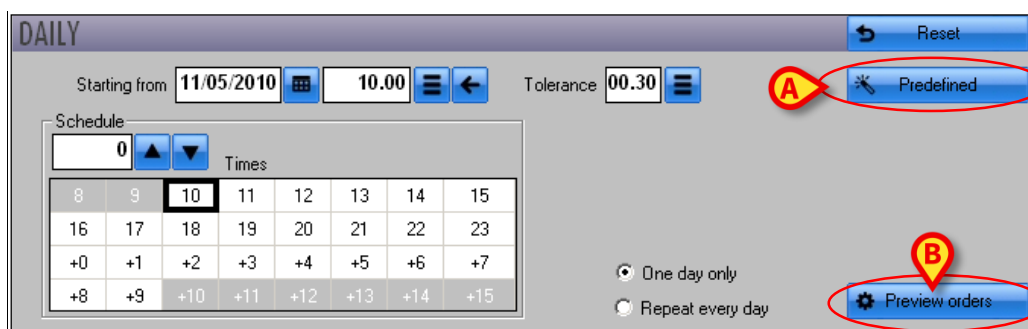 DAILY Reset
Starting from 11/05/2010 10.00 Tolerance 00.30 A Predefined
Schedule
0 Times
8 9 10 11 12 13 14 15
16 17 18 19 20 21 22 23
+0 +1 +2 +3 +4 +5 +6 +7
+8 +9 +10 +11 +12 +13 +14 +15
One day only
Repeat every day
B
Preview orders